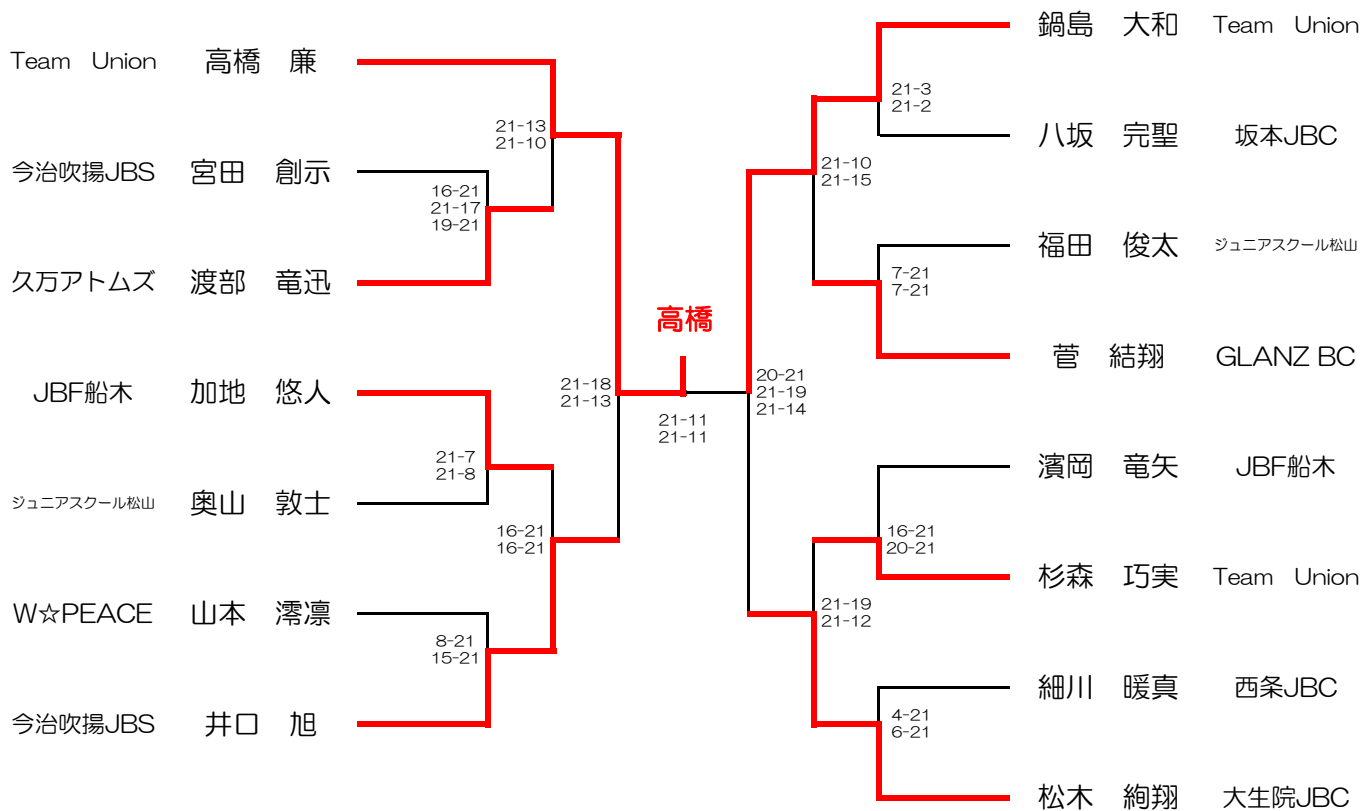 Team Union 高橋 廉
21-13
21-10
今治吹揚JBS 宮田 創示
16-21
21-17
19-21
久万アトムズ 渡部 竜迅
JBF船木 加地 悠人
21-7
21-8
ジュニアスクール松山 奥山 敦士
16-21
16-21
W☆PEACE 山本 澪凛
8-21
15-21
今治吹揚JBS 井口 旭
21-18
21-13
高橋
21-11
21-11
20-21
21-19
21-14
鍋島 大和 Team Union
21-3
21-2
八坂 完聖 坂本JBC
21-10
21-15
福田 俊太 ジュニアスクール松山
7-21
7-21
菅 結翔 GLANZ BC
濱岡 竜矢 JBF船木
16-21
20-21
杉森 巧実 Team Union
21-19
21-12
細川 暖真 西条JBC
4-21
6-21
松木 絢翔 大生院JBC